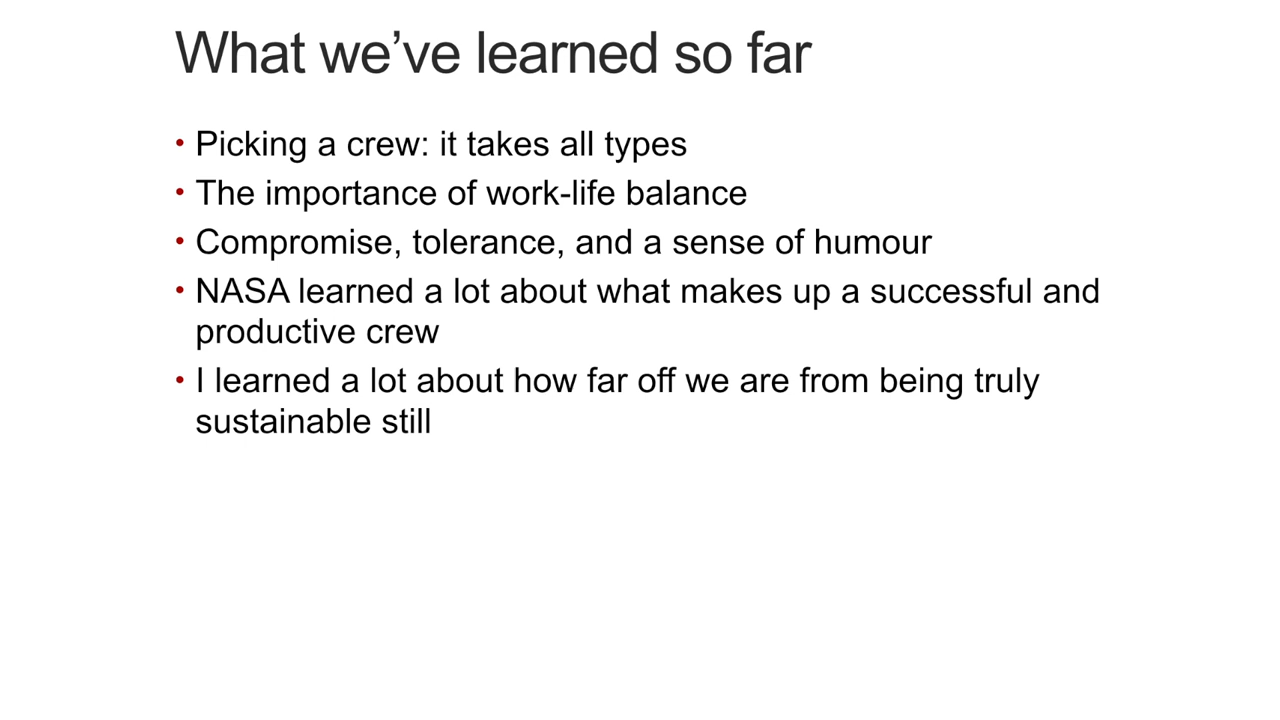 What we’ve learned so far
• Picking a crew: it takes all types
• The importance of work-life balance
• Compromise, tolerance, and a sense of humour
• NASA learned a lot about what makes up a successful and
productive crew
• I learned a lot about how far off we are from being truly
sustainable still